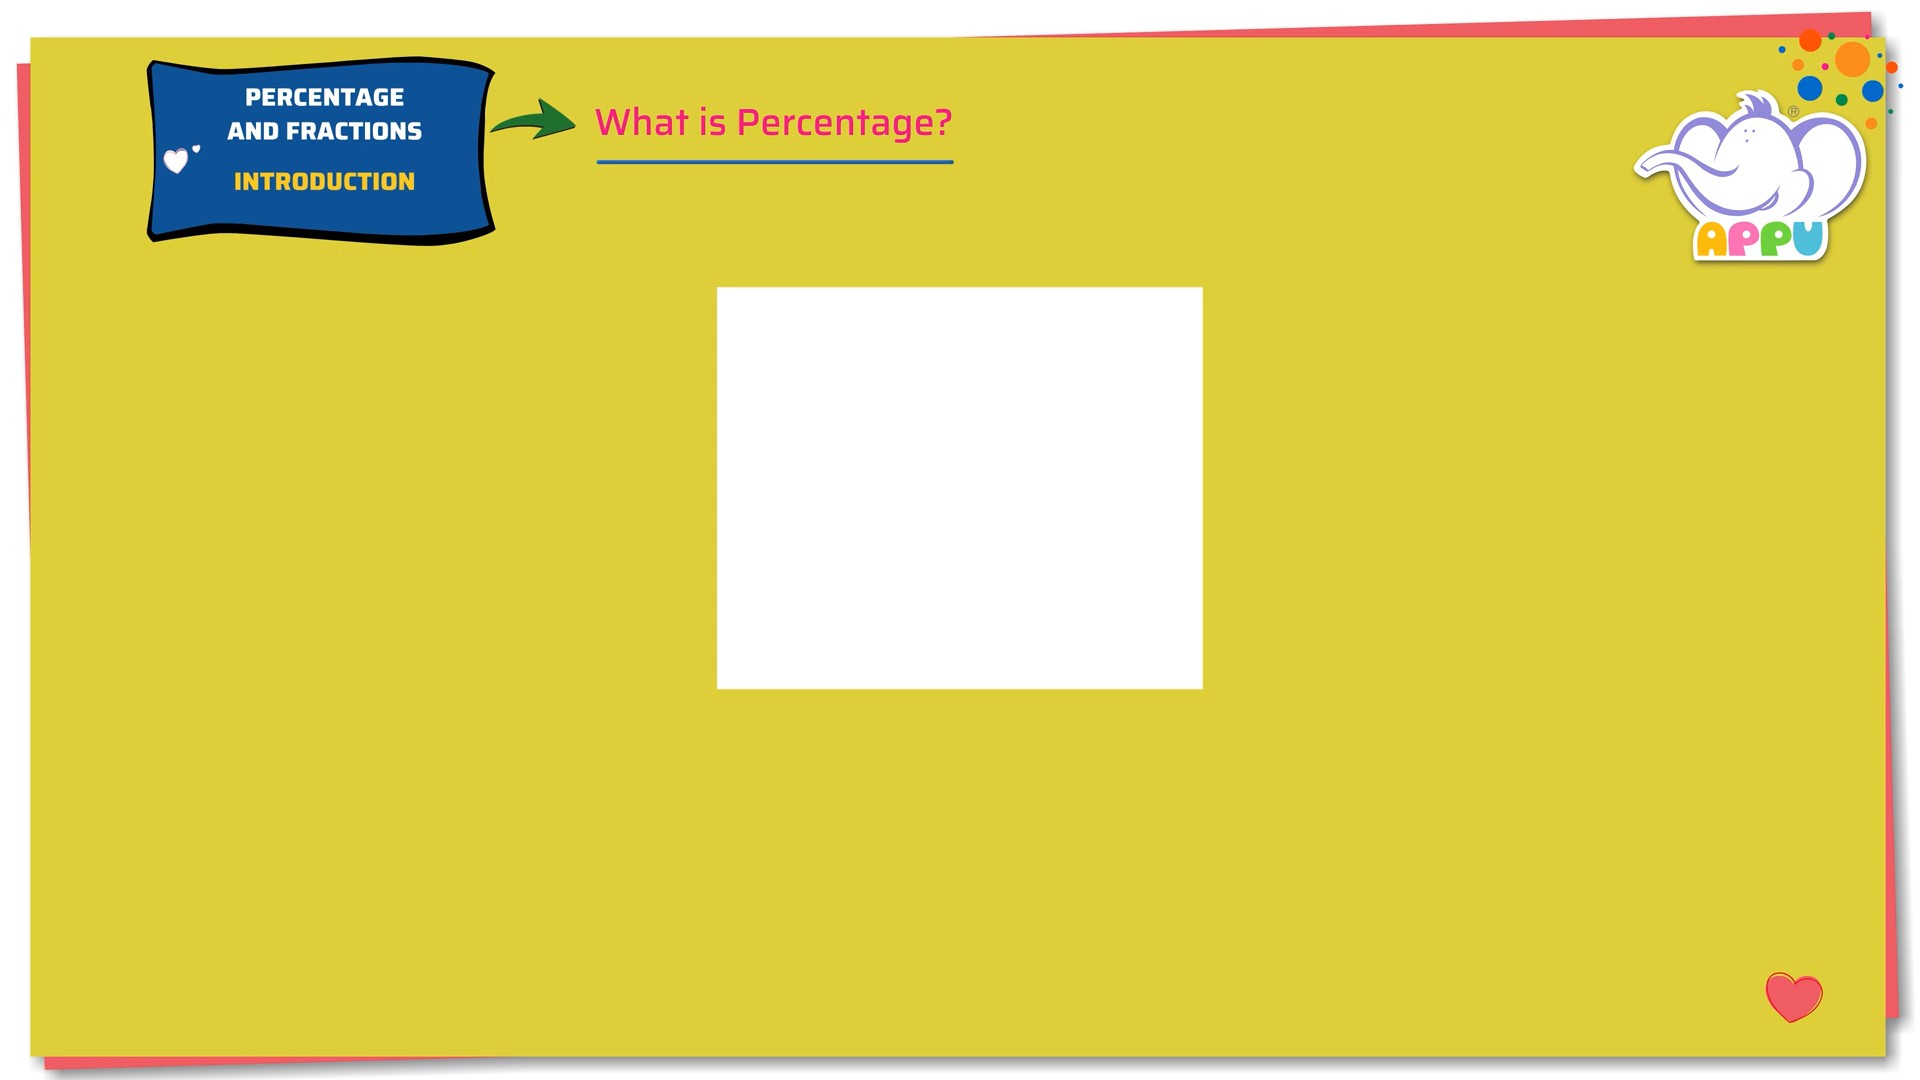 PERCENTAGE
AND FRACTIONS
INTRODUCTION
What is Percentage?
®
APPU